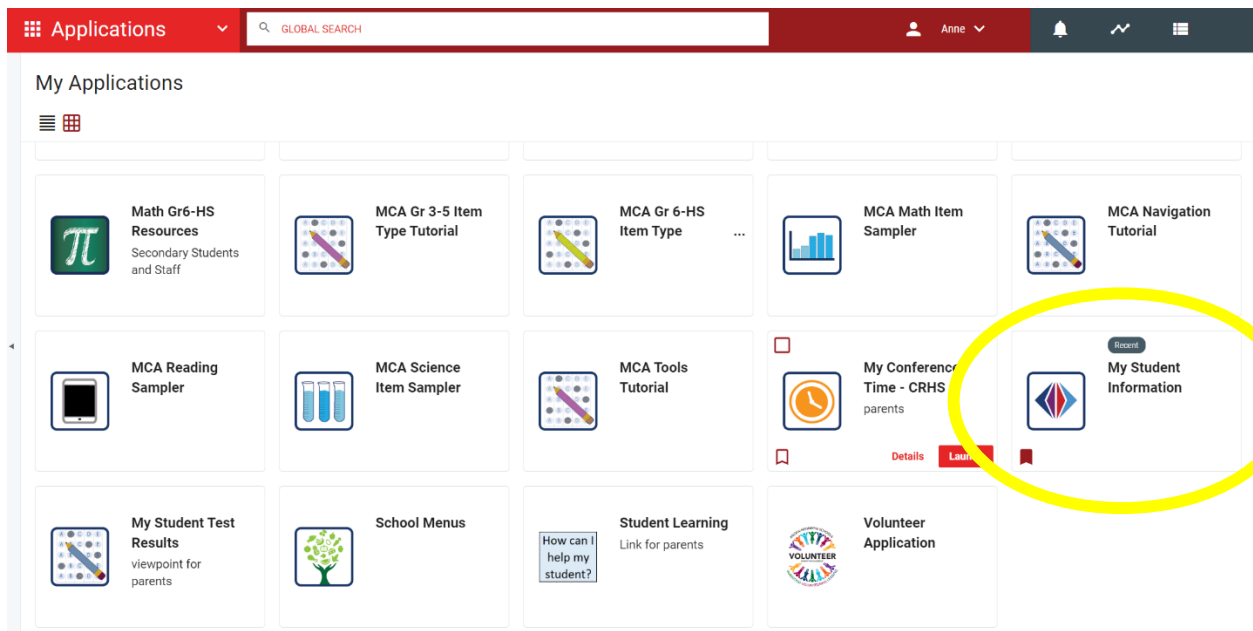 Applications
GLOBAL SEARCH
Anne
My Applications
Math Gr6-HS
Resources
Secondary Students
and Staff
MCA Gr 3-5 Item
Type Tutorial
MCA Gr 6-HS
Item Type ...
MCA Math Item
Sampler
MCA Navigation
Tutorial
MCA Reading
Sampler
MCA Science
Item Sampler
MCA Tools
Tutorial
My Conference
Time - CRHS
parents
Details
Recent
My Student
Information
My Student Test
Results
viewpoint for
parents
School Menus
How can I
help my
student?
Student Learning
Link for parents
VOLUNTEER
Volunteer
Application